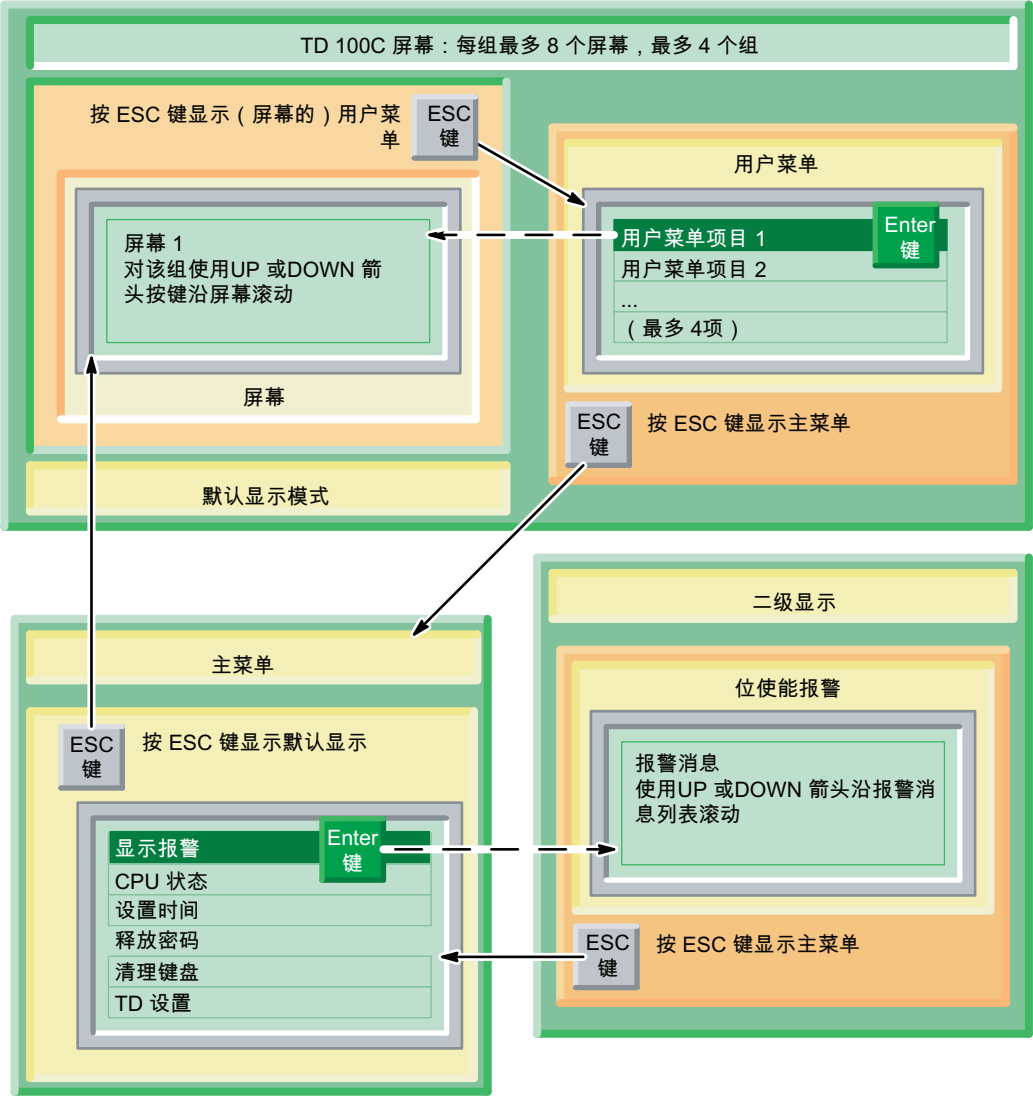 TD 100C 屏幕：每组最多 8 个屏幕，最多 4 个组
按 ESC 键显示（屏幕的）用户菜
单
ESC
键
屏幕 1
对该组使用UP 或DOWN 箭
头按键沿屏幕滚动
屏幕
默认显示模式
用户菜单
Enter
键
用户菜单项目 1
用户菜单项目 2
...
（最多 4项）
ESC
键
按 ESC 键显示主菜单
主菜单
ESC
键
按 ESC 键显示默认显示
显示报警
Enter
键
CPU 状态
设置时间
释放密码
清理键盘
TD 设置
二级显示
位使能报警
报警消息
使用UP 或DOWN 箭头沿报警消
息列表滚动
ESC
键
按 ESC 键显示主菜单